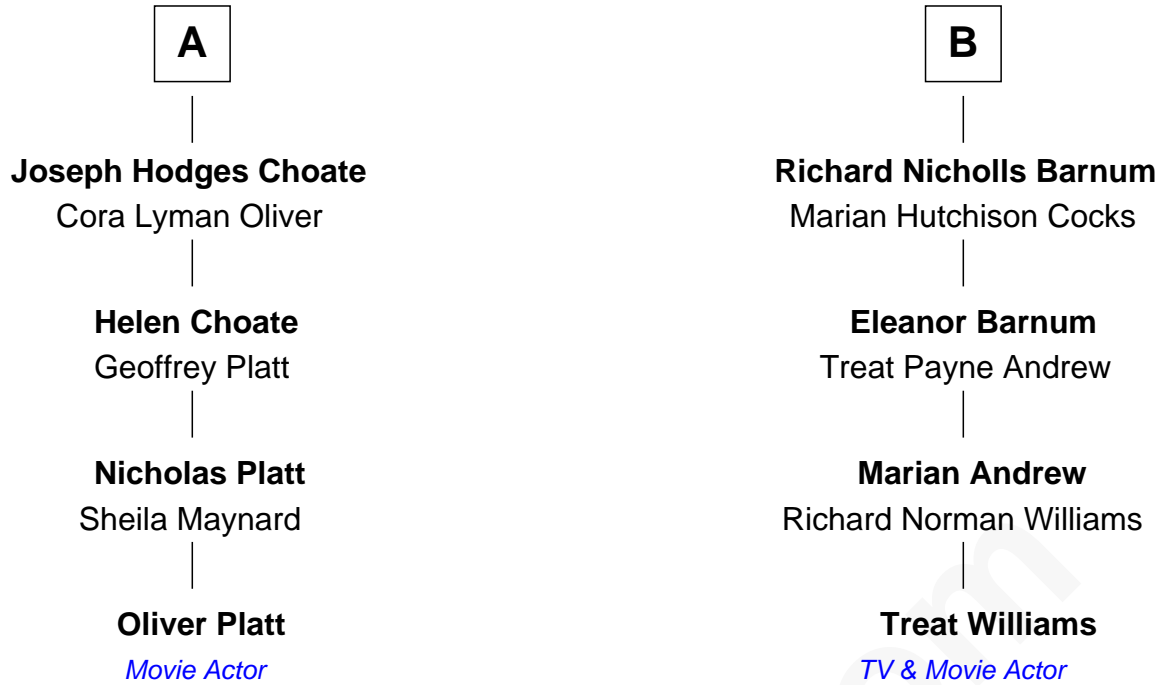 A
Joseph Hodges Choate
Cora Lyman Oliver
Helen Choate
Geoffrey Platt
Nicholas Platt
Sheila Maynard
Oliver Platt
Movie Actor
B
Richard Nicholls Barnum
Marian Hutchison Cocks
Eleanor Barnum
Treat Payne Andrew
Marian Andrew
Richard Norman Williams
Treat Williams
TV & Movie Actor